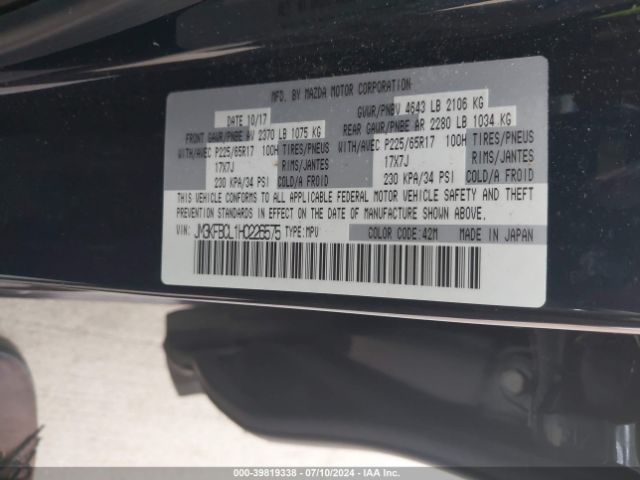 MFD. BY MAZDA MOTOR CORPORATION
DATE 10/17 GVWR/PNBV 4643 LB 2106 KG
FRONT GAWR/PNBE AV 2370 LB 1075 KG REAR GAWR/PNBE AR 2280 LB 1034 KG
WITH/AVEC P225/65R17 100H TIRES/PNEUS WITH/AVEC P225/65R17 100H TIRES/PNEUS
17X7J RIMS/JANTES 17X7J RIMS/JANTES
230 KPA/34 PSI COLD/A FROID 230 KPA/34 PSI COLD/A FROID
THIS VEHICLE CONFORMS TO ALL APPLICABLE FEDERAL MOTOR VEHICLE SAFETY AND THEFT
PREVENTION STANDARDS IN EFFECT ON THE DATE OF MANUFACTURE SHOWN ABOVE.
VIN: JM3KFBCL1H0226575 TYPE: MPV COLOR CODE: 42M MADE IN JAPAN
000-39819338 - 07/10/2024 - IAA Inc.